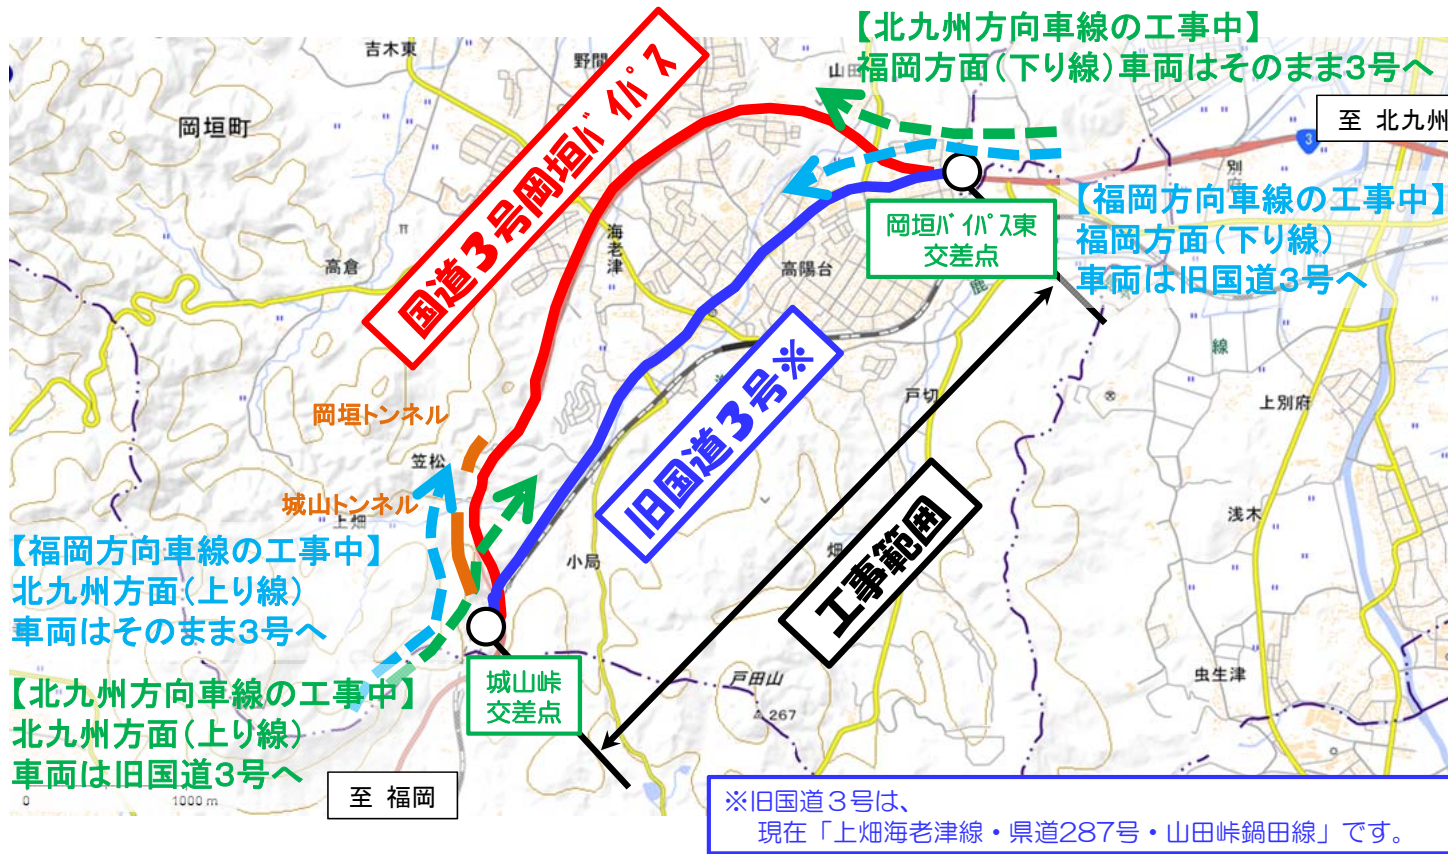 【北九州方向車線の工事中】
福岡方面(下り線)車両はそのまま3号へ
吉木東
野間
山田
岡垣町
至 北九州
3
別府
国道3号岡垣バイパス
【福岡方向車線の工事中】
福岡方面(下り線)
車両は旧国道3号へ
岡垣バイパス東
交差点
海老津
高倉
高陽台
鹿
線
旧国道3号※
戸切
上別府
岡垣トンネル
笠松
城山トンネル
上畑
浅木
小局
畑
工事範囲
【福岡方向車線の工事中】
北九州方面(上り線)
車両はそのまま3号へ
【北九州方向車線の工事中】
北九州方面(上り線)
車両は旧国道3号へ
城山峠
交差点
戸田山
267
虫生津
0
1000 m
至 福岡
※旧国道3号は、
現在「上畑海老津線・県道287号・山田峠鍋田線」です。